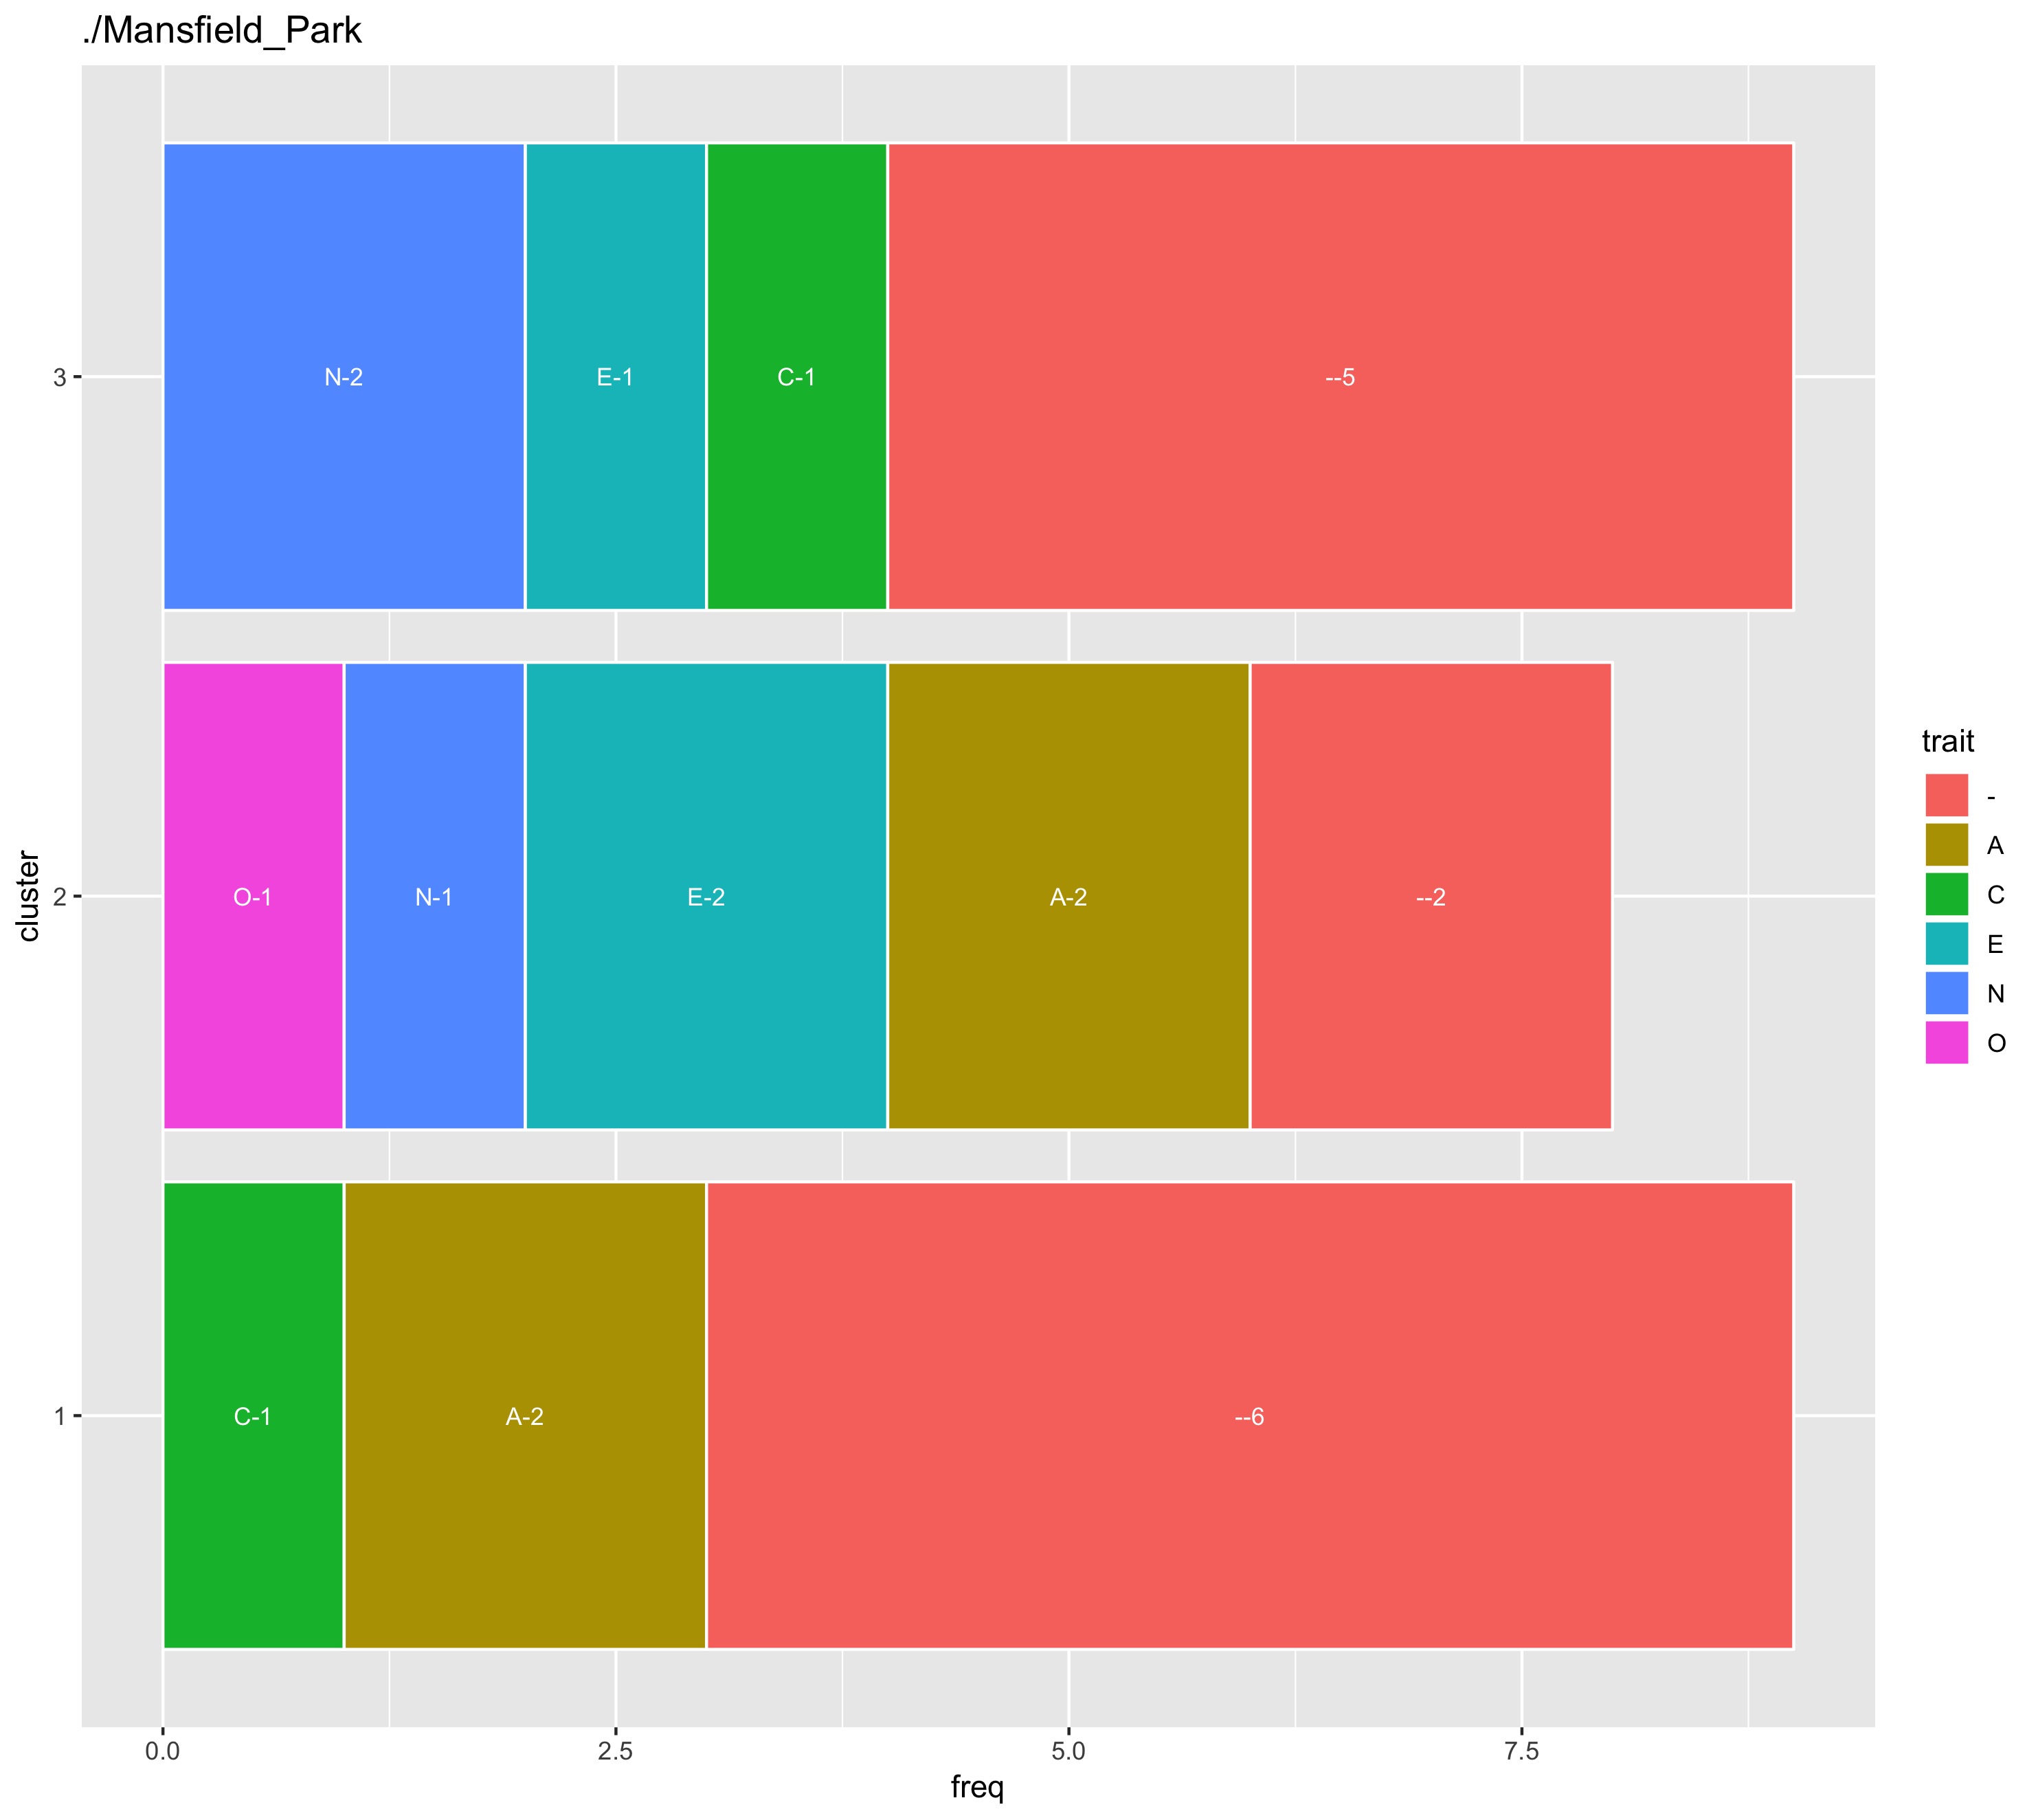 ./Mansfield_Park
cluster
3
N-2 E-1 C-1 --5
2
O-1 N-1 E-2 A-2 --2
1
C-1 A-2 --6
0.0 2.5 5.0 7.5
freq
trait
-
A
C
E
N
O